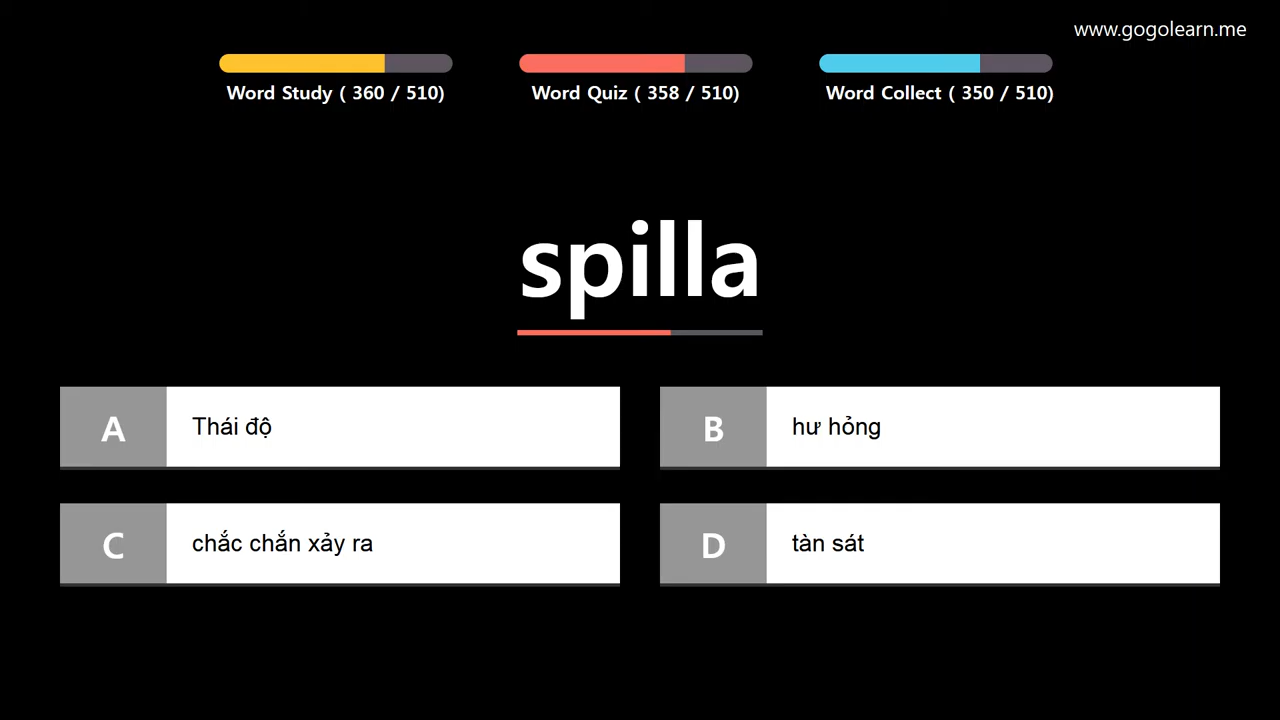 www.gogolearn.me
Word Study ( 360 / 510)
Word Quiz ( 358 / 510)
Word Collect ( 350 / 510)
spilla
A Thái độ
B hư hỏng
C chắc chắn xảy ra
D tàn sát